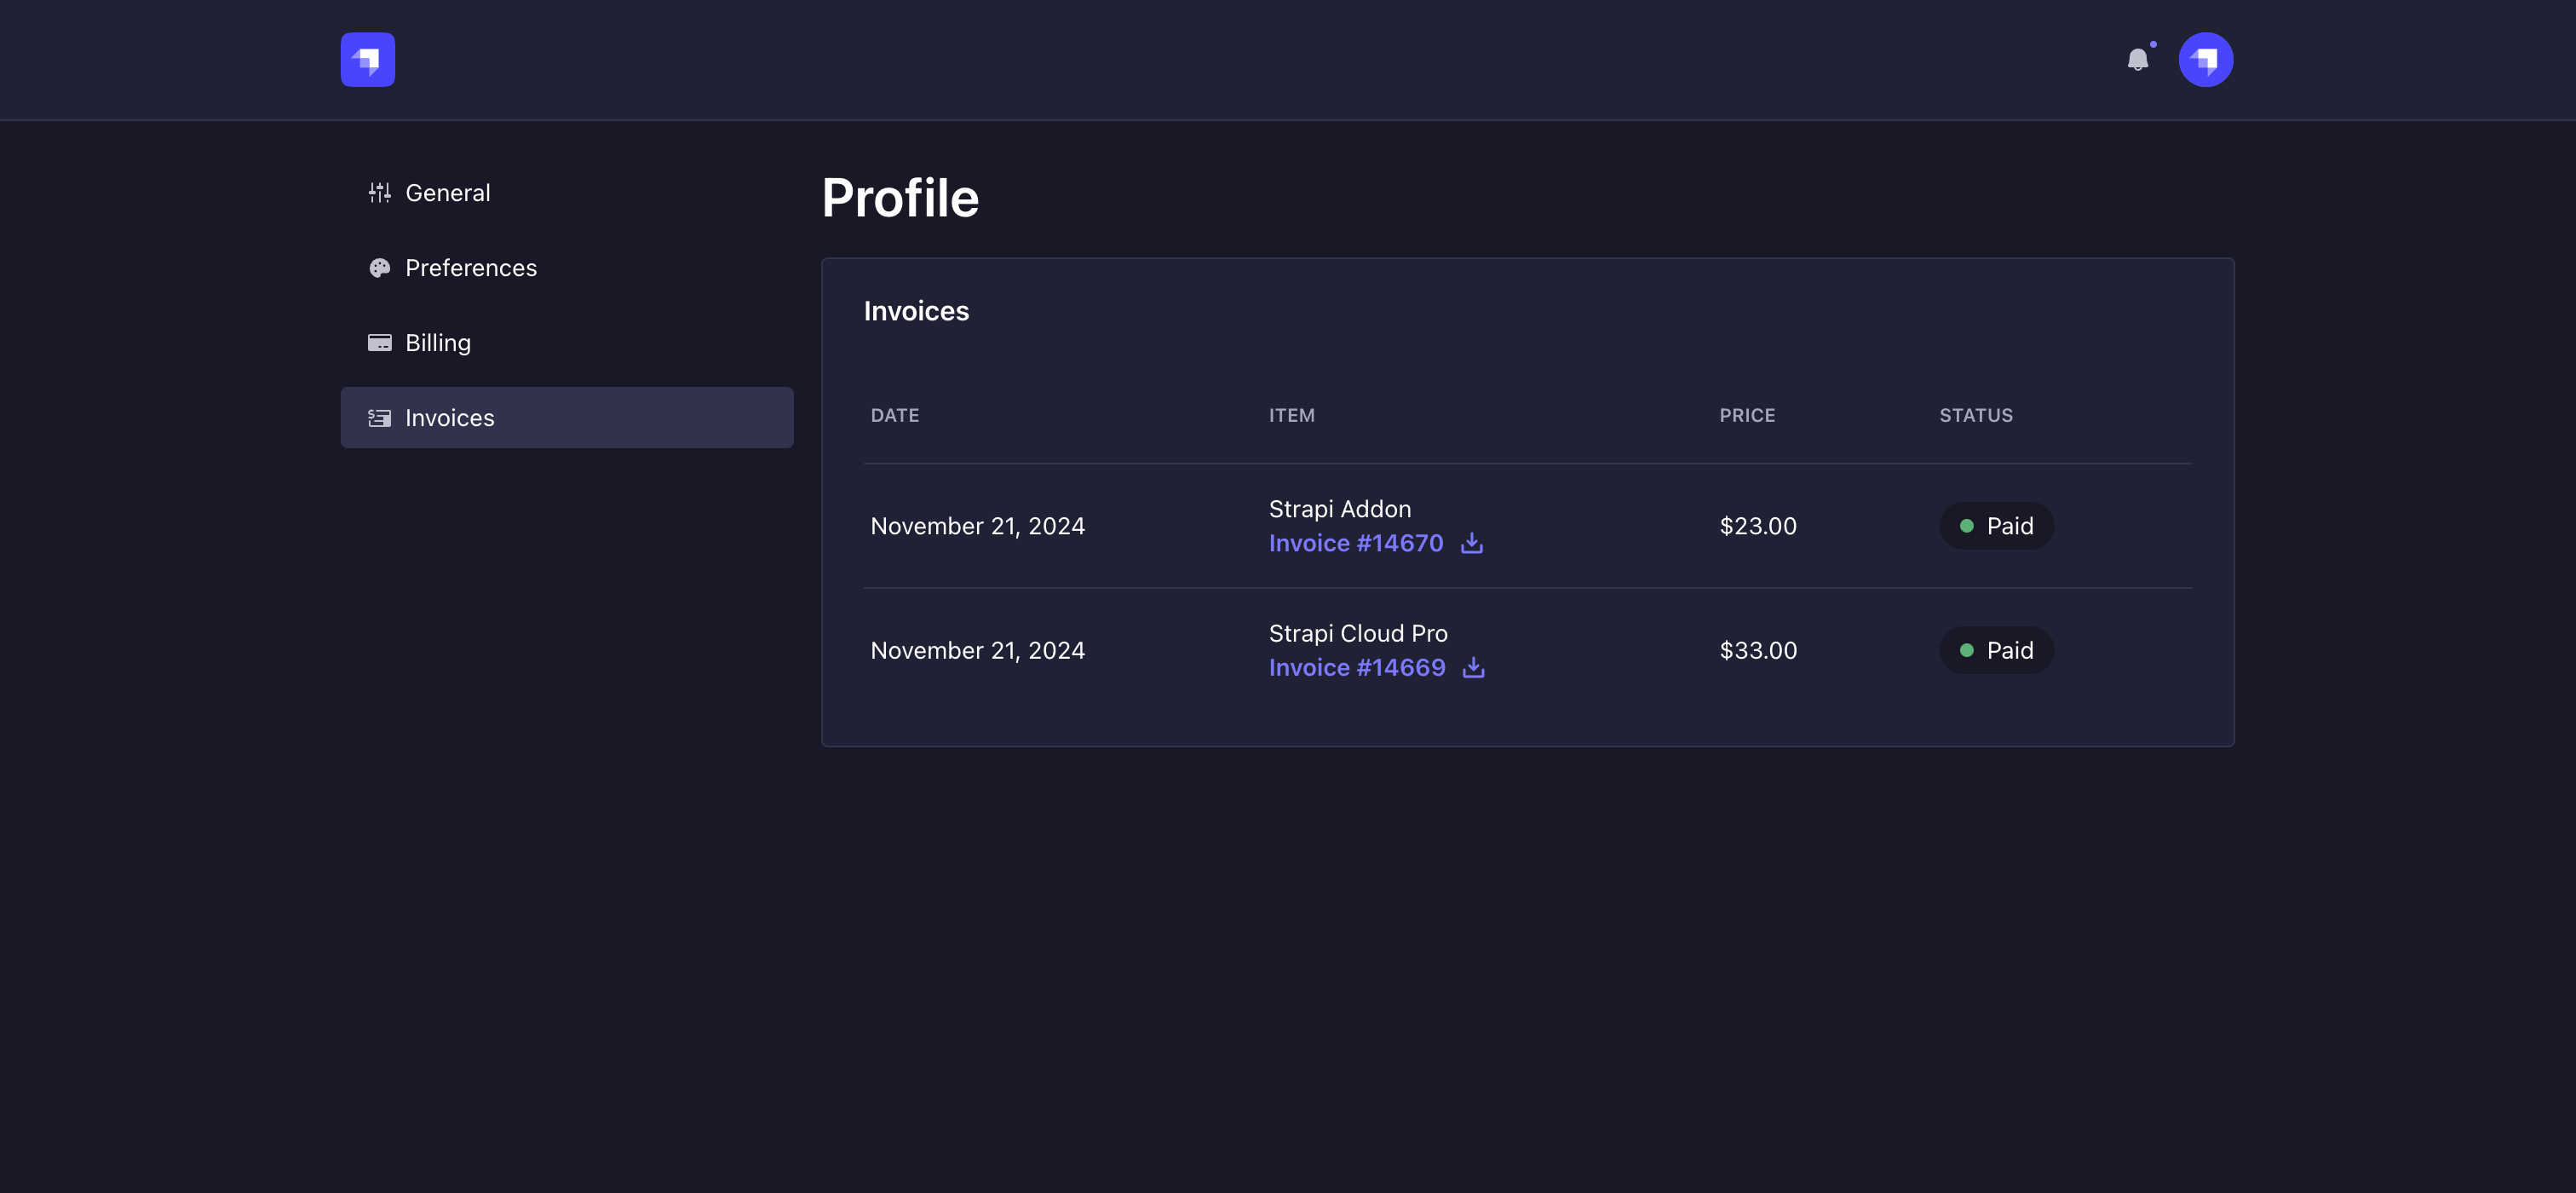 General
Preferences
Billing
Invoices
Profile
Invoices
DATE ITEM PRICE STATUS
November 21, 2024 Strapi Addon $23.00 Paid
Invoice #14670
November 21, 2024 Strapi Cloud Pro $33.00 Paid
Invoice #14669